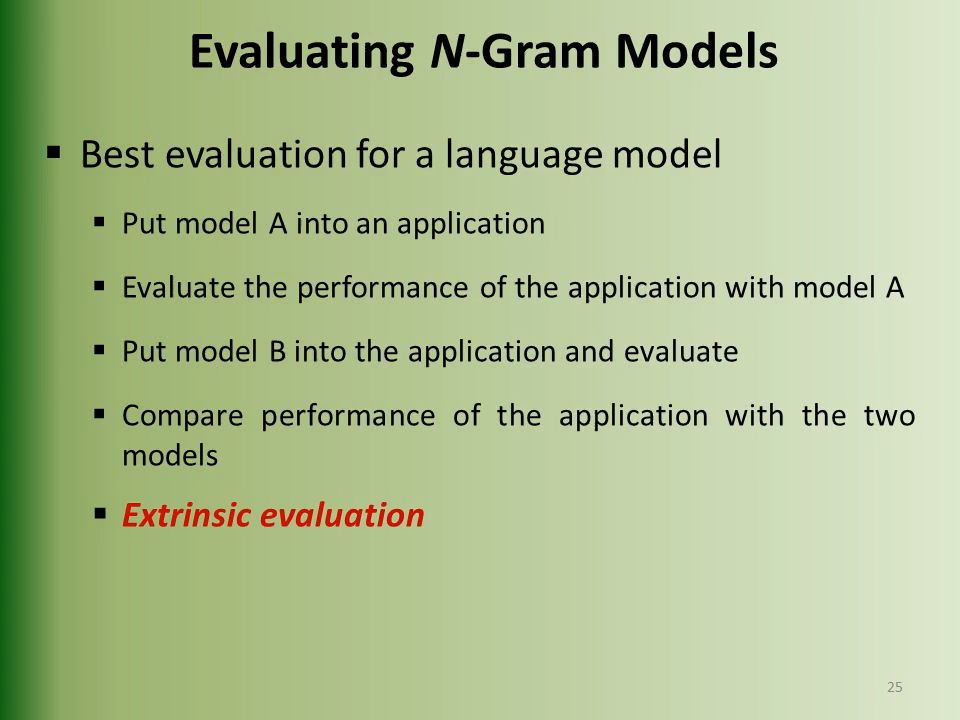 Evaluating N-Gram Models
▪ Best evaluation for a language model
▪ Put model A into an application
▪ Evaluate the performance of the application with model A
▪ Put model B into the application and evaluate
▪ Compare performance of the application with the two
models
▪ Extrinsic evaluation
25